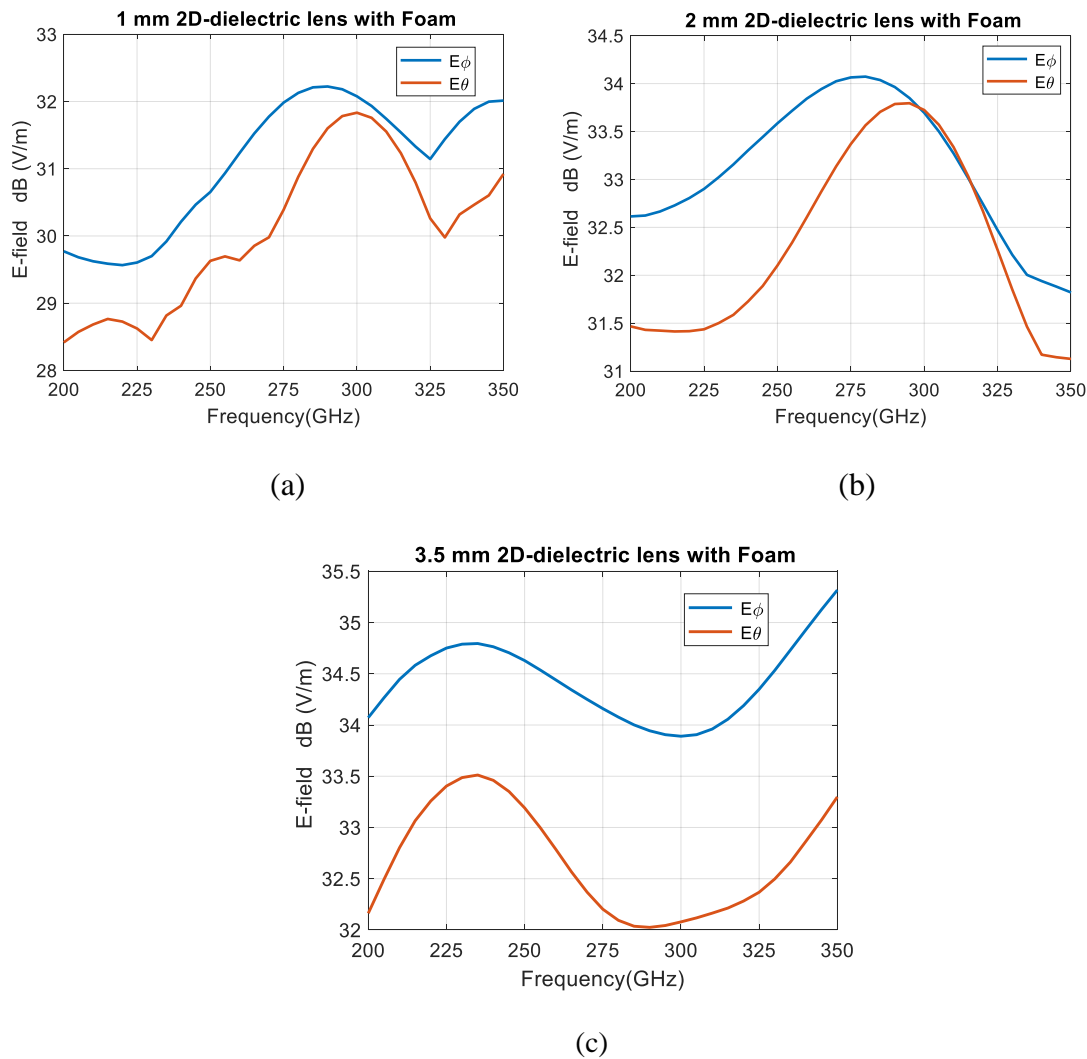 1 mm 2D-dielectric lens with Foam
33
32
31
30
29
28
E-field dB (V/m)
Eϕ
Eθ
200 225 250 275 300 325 350
Frequency(GHz)
(a)
2 mm 2D-dielectric lens with Foam
34.5
34
33.5
33
32.5
32
31.5
31
E-field dB (V/m)
Eϕ
Eθ
200 225 250 275 300 325 350
Frequency(GHz)
(b)
3.5 mm 2D-dielectric lens with Foam
35.5
35
34.5
34
33.5
33
32.5
32
E-field dB (V/m)
Eϕ
Eθ
200 225 250 275 300 325 350
Frequency(GHz)
(c)